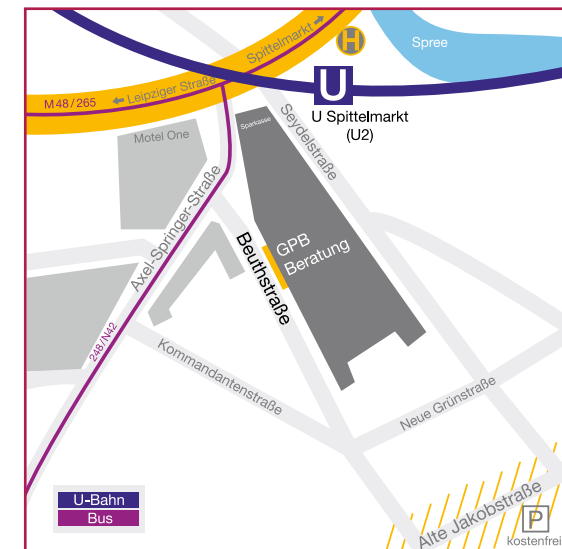 Spittelmarkt
H
Spree
M48/265
Leipziger Straße
U
U Spittelmarkt
(U2)
Sparkasse
Seydelstraße
Motel One
Axel-Springer-Straße
Beuthstraße
GPB
Beratung
248/N42
Kommandantenstraße
Neue Grünstraße
U-Bahn
Bus
Alte Jakobstraße
P
kostenfrei